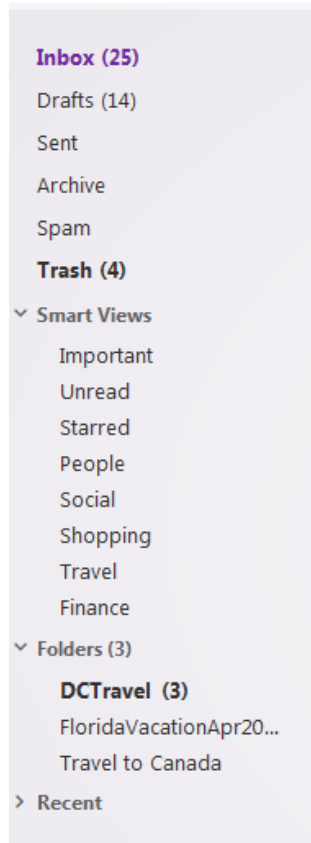 Inbox (25)
Drafts (14)
Sent
Archive
Spam
Trash (4)
Smart Views
Important
Unread
Starred
People
Social
Shopping
Travel
Finance
Folders (3)
DCTravel (3)
FloridaVacationApr20...
Travel to Canada
Recent